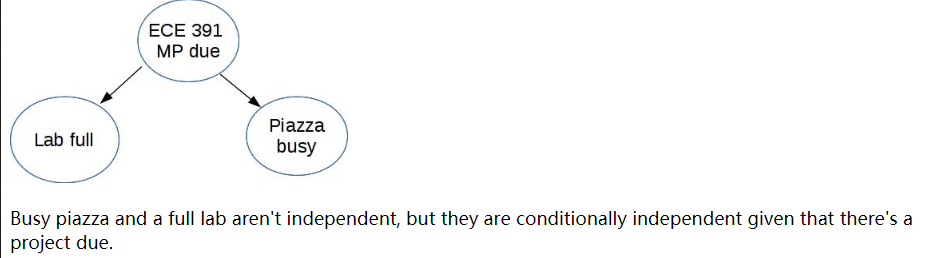 ECE 391
MP due
Lab full
Piazza
busy
Busy piazza and a full lab aren't independent, but they are conditionally independent given that there's a
project due.